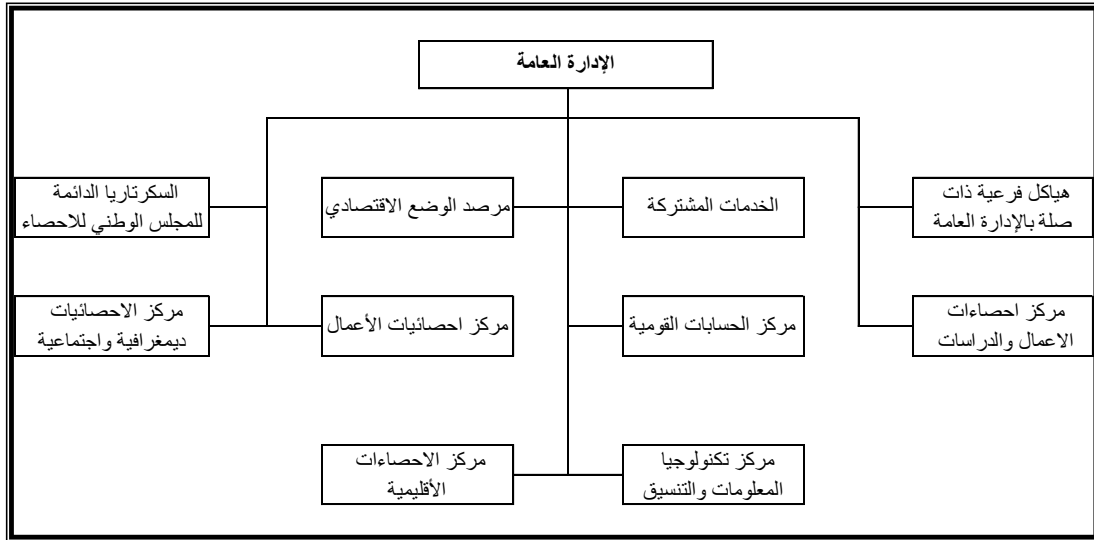 الإدارة العامة
هياكل فرعية ذات
صلة بالإدارة العامة
الخدمات المشتركة
مرصد الوضع الاقتصادي
السكرتاريا الدائمة
للمجلس الوطني للاحصاء
مركز احصاءات
الاعمال والدراسات
مركز الحسابات القومية
مركز احصائيات الأعمال
مركز الاحصائيات
ديمغرافية واجتماعية
مركز تكنولوجيا
المعلومات والتنسيق
مركز الاحصاءات
الأقليمية